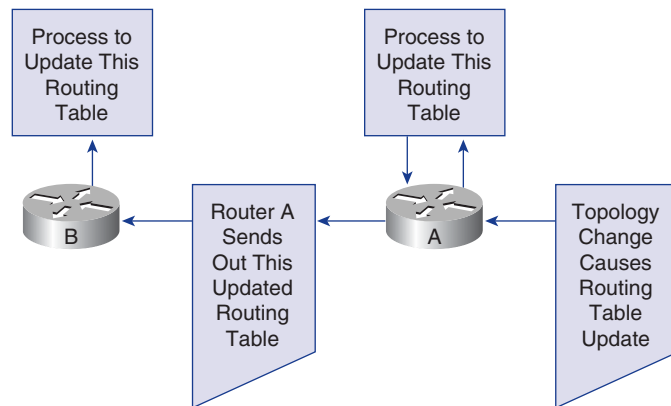 Process to
Update This
Routing
Table
Process to
Update This
Routing
Table
B
Router A
Sends
Out This
Updated
Routing
Table
A
Topology
Change
Causes
Routing
Table
Update